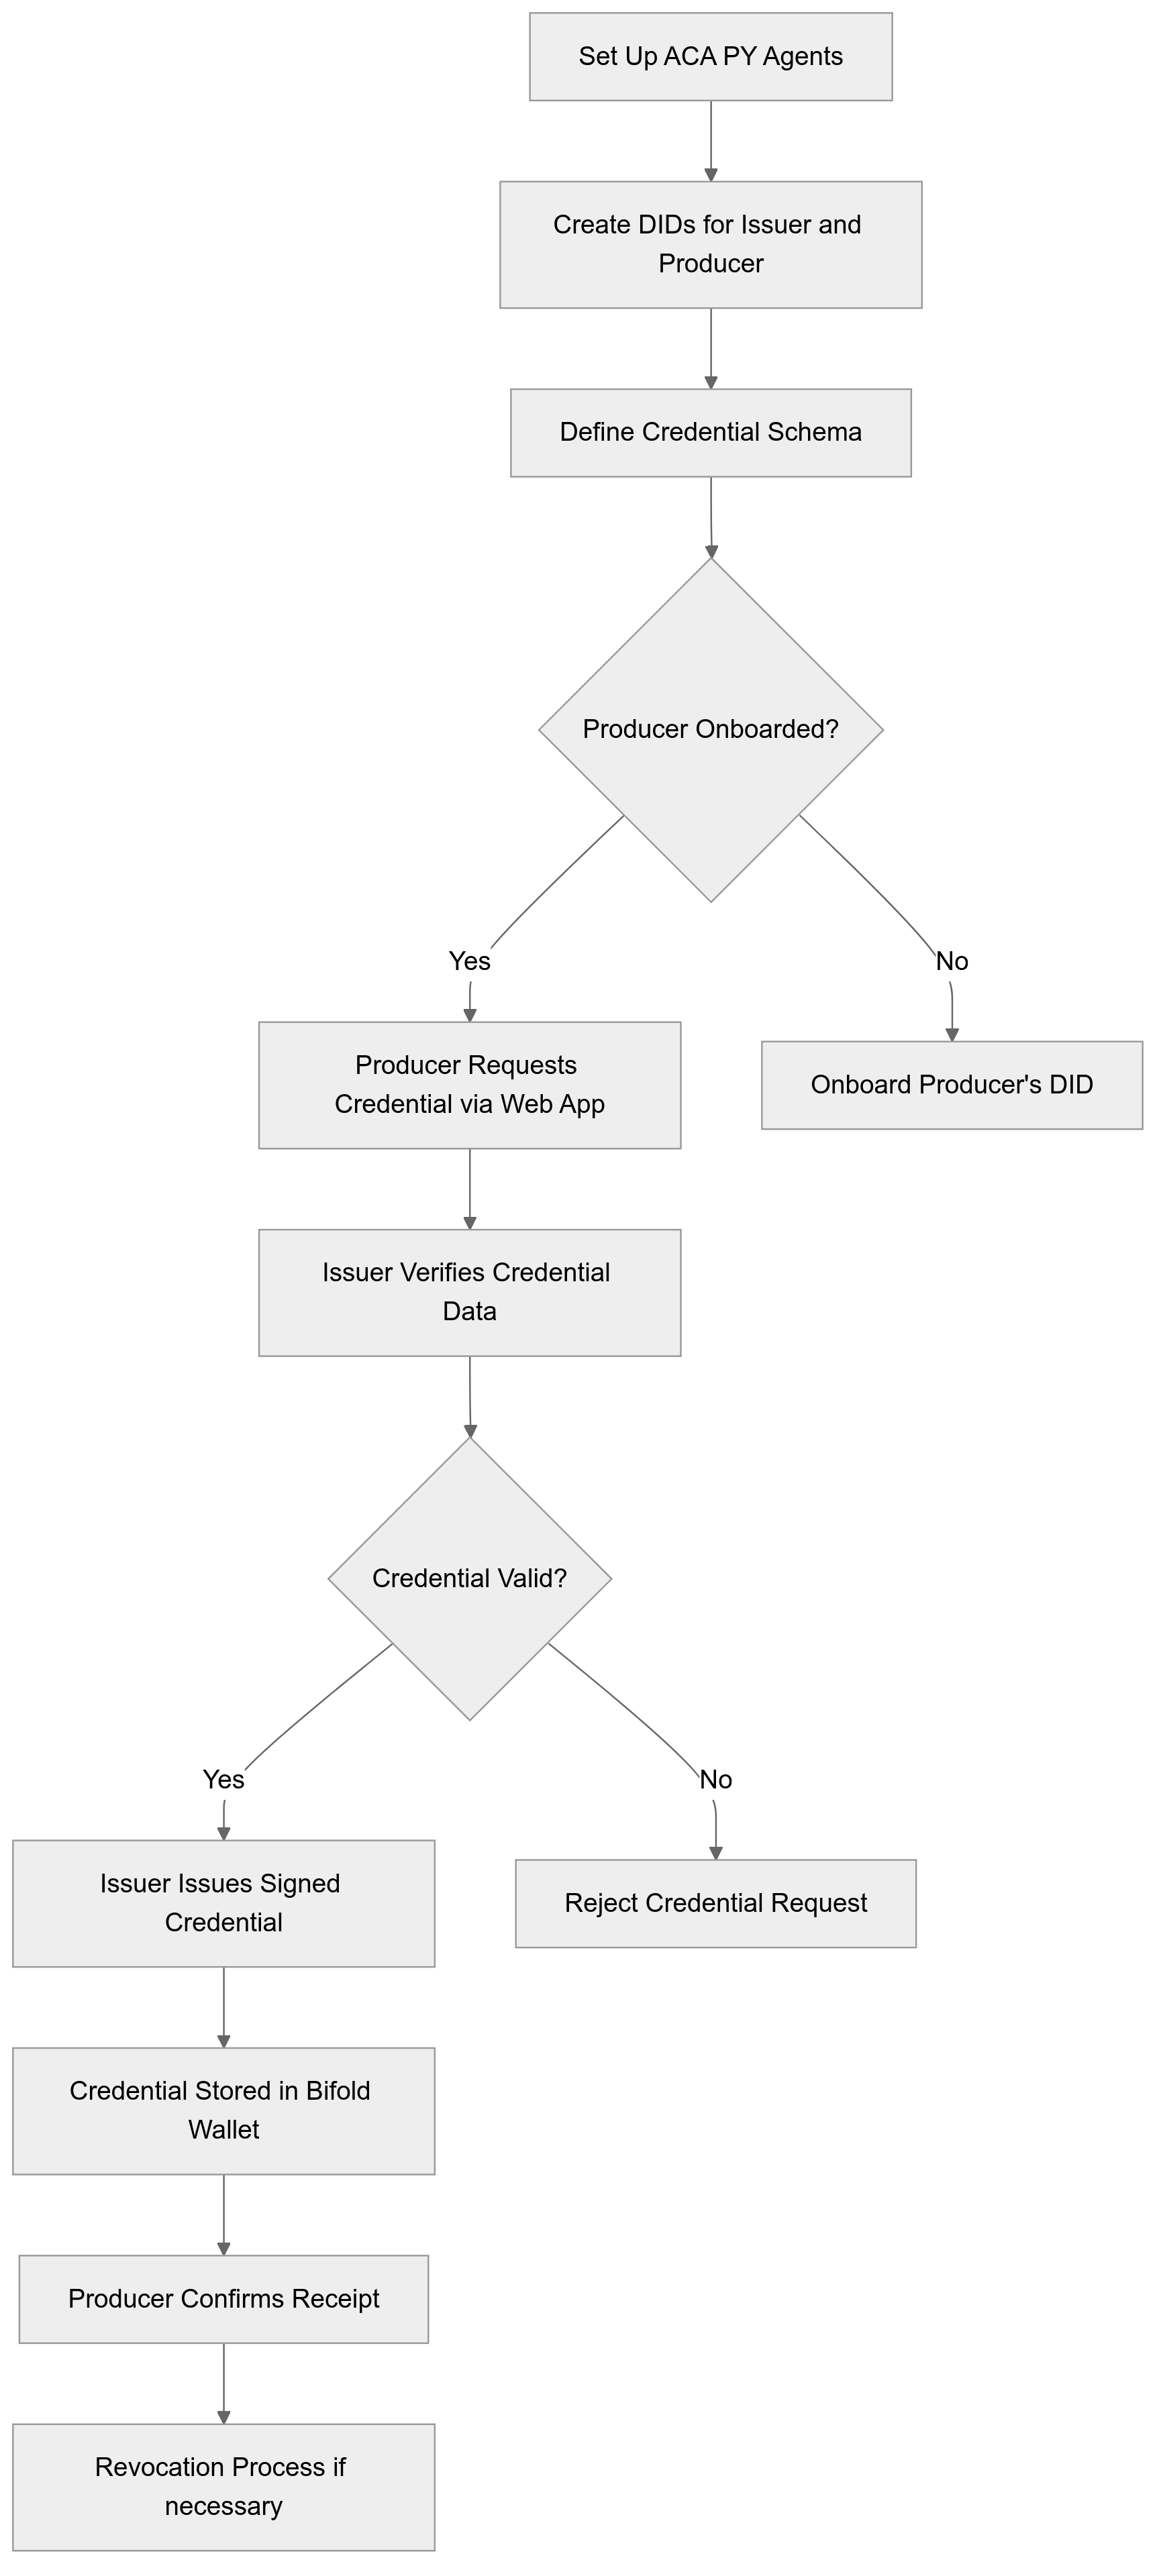 Set Up ACA PY Agents
Create DIDs for Issuer and
Producer
Define Credential Schema
Producer Onboarded?
Yes
No
Producer Requests
Credential via Web App
Onboard Producer's DID
Issuer Verifies Credential
Data
Credential Valid?
Yes
No
Issuer Issues Signed
Credential
Reject Credential Request
Credential Stored in Bifold
Wallet
Producer Confirms Receipt
Revocation Process if
necessary